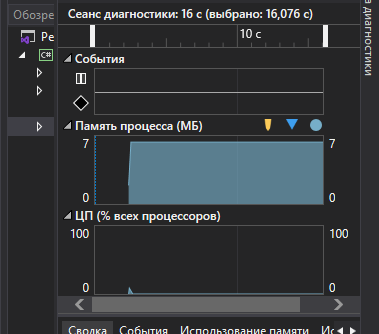 Обозре
Сеанс диагностики: 16 с (выбрано: 16,076 с)
10 с
Ре
C#
События
Память процесса (МБ)
7
7
0
0
ЦП (% всех процессоров)
100
100
0
0
Сводка
События
Использование памяти
а диагностики